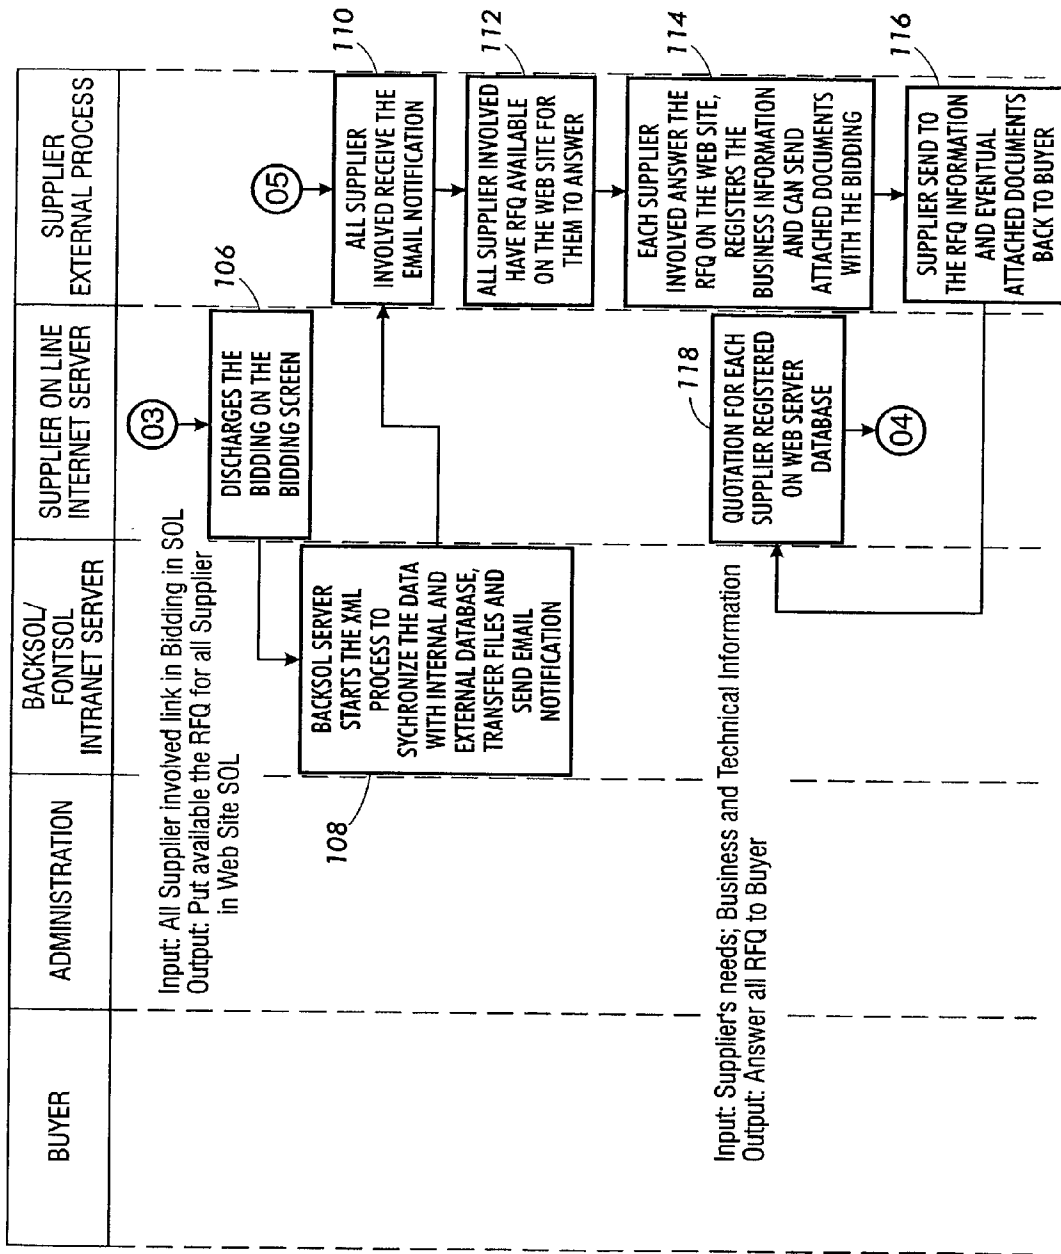 BUYER
ADMINISTRATION
BACKSOL/
FONTSOL
INTRANET SERVER
SUPPLIER ON LINE
INTERNET SERVER
SUPPLIER
EXTERNAL PROCESS
Input: All Supplier involved link in Bidding in SOL
Output: Put available the RFQ for all Supplier
in Web Site SOL
03
106
DISCHARGES THE
BIDDING ON THE
BIDDING SCREEN
108
BACKSOL SERVER
STARTS THE XML
PROCESS TO
SYCHRONIZE THE DATA
WITH INTERNAL AND
EXTERNAL DATABASE,
TRANSFER FILES AND
SEND EMAIL
NOTIFICATION
05
110
ALL SUPPLIER
INVOLVED RECEIVE THE
EMAIL NOTIFICATION
112
ALL SUPPLIER INVOLVED
HAVE RFQ AVAILABLE
ON THE WEB SITE FOR
THEM TO ANSWER
114
EACH SUPPLIER
INVOLVED ANSWER THE
RFQ ON THE WEB SITE,
REGISTERS THE
BUSINESS INFORMATION
AND CAN SEND
ATTACHED DOCUMENTS
WITH THE BIDDING
116
SUPPLIER SEND TO
THE RFQ INFORMATION
AND EVENTUAL
ATTACHED DOCUMENTS
BACK TO BUYER
Input: Supplier's needs; Business and Technical Information
Output: Answer all RFQ to Buyer
118
QUOTATION FOR EACH
SUPPLIER REGISTERED
ON WEB SERVER
DATABASE
04